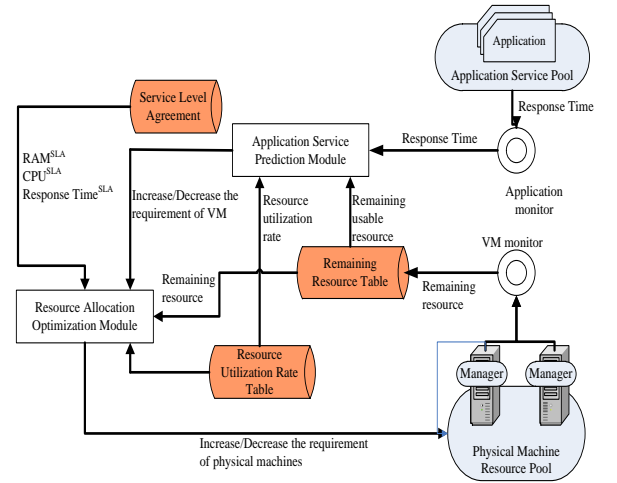 Application
Application Service Pool
Service Level
Agreement
Response Time
Application Service
Prediction Module
Response Time
RAM^SLA
CPU^SLA
Response Time^SLA
Increase/Decrease the
requirement of VM
Resource
utilization
rate
Remaining
usable
resource
Application
monitor
VM monitor
Remaining
resource
Remaining
Resource Table
Remaining
resource
Resource Allocation
Optimization Module
Resource
Utilization Rate
Table
Manager
Manager
Increase/Decrease the requirement
of physical machines
Physical Machine
Resource Pool